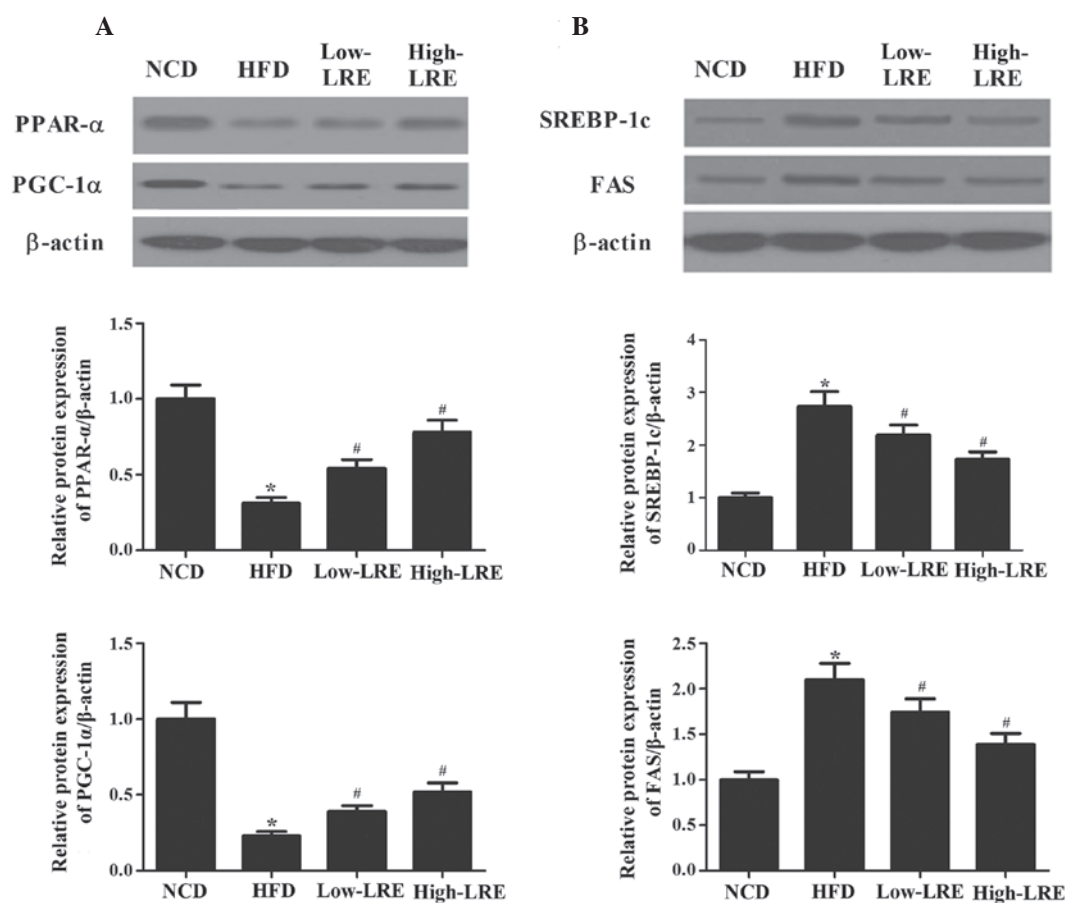 A
NCD HFD Low-LRE High-LRE
PPAR-α
PGC-1α
β-actin
Relative protein expression
of PPAR-α/β-actin
1.5
1.0
0.5
0.0
*
#
#
NCD HFD Low-LRE High-LRE
Relative protein expression
of PGC-1α/β-actin
1.5
1.0
0.5
0.0
*
#
#
NCD HFD Low-LRE High-LRE
B
NCD HFD Low-LRE High-LRE
SREBP-1c
FAS
β-actin
Relative protein expression
of SREBP-1c/β-actin
4
3
2
1
0
*
#
#
NCD HFD Low-LRE High-LRE
Relative protein expression
of FAS/β-actin
2.5
2.0
1.5
1.0
0.5
0.0
*
#
#
NCD HFD Low-LRE High-LRE